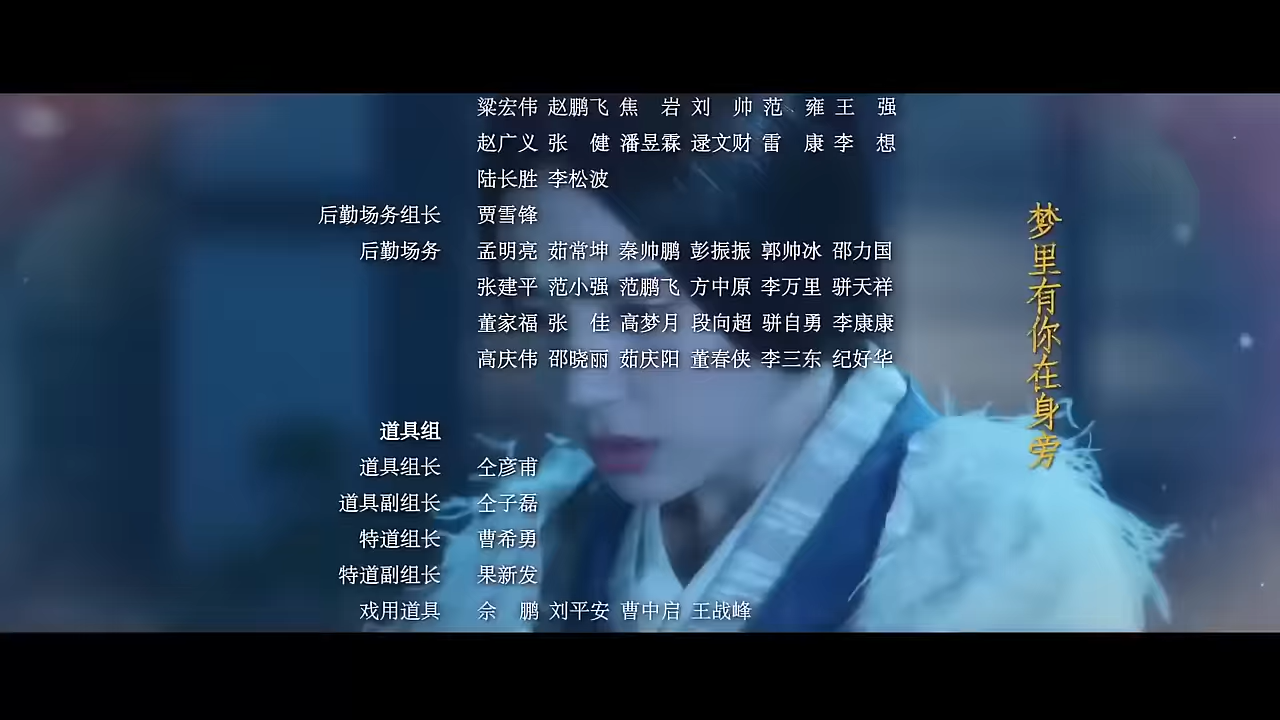 梁宏伟 赵鹏飞 焦 岩 刘 帅 范 雍 王 强
赵广义 张 健 潘昱霖 逯文财 雷 康 李 想
陆长胜 李松波
后勤场务组长 贾雪锋
后勤场务 孟明亮 茹常坤 秦帅鹏 彭振振 郭帅冰 邵力国
张建平 范小强 范鹏飞 方中原 李万里 骈天祥
董家福 张 佳 高梦月 段向超 骈自勇 李康康
高庆伟 邵晓丽 茹庆阳 董春侠 李三东 纪好华
道具组
道具组长 仝彦甫
道具副组长 仝子磊
特道组长 曹希勇
特道副组长 果新发
戏用道具 佘 鹏 刘平安 曹中启 王战峰
梦里有你在身旁